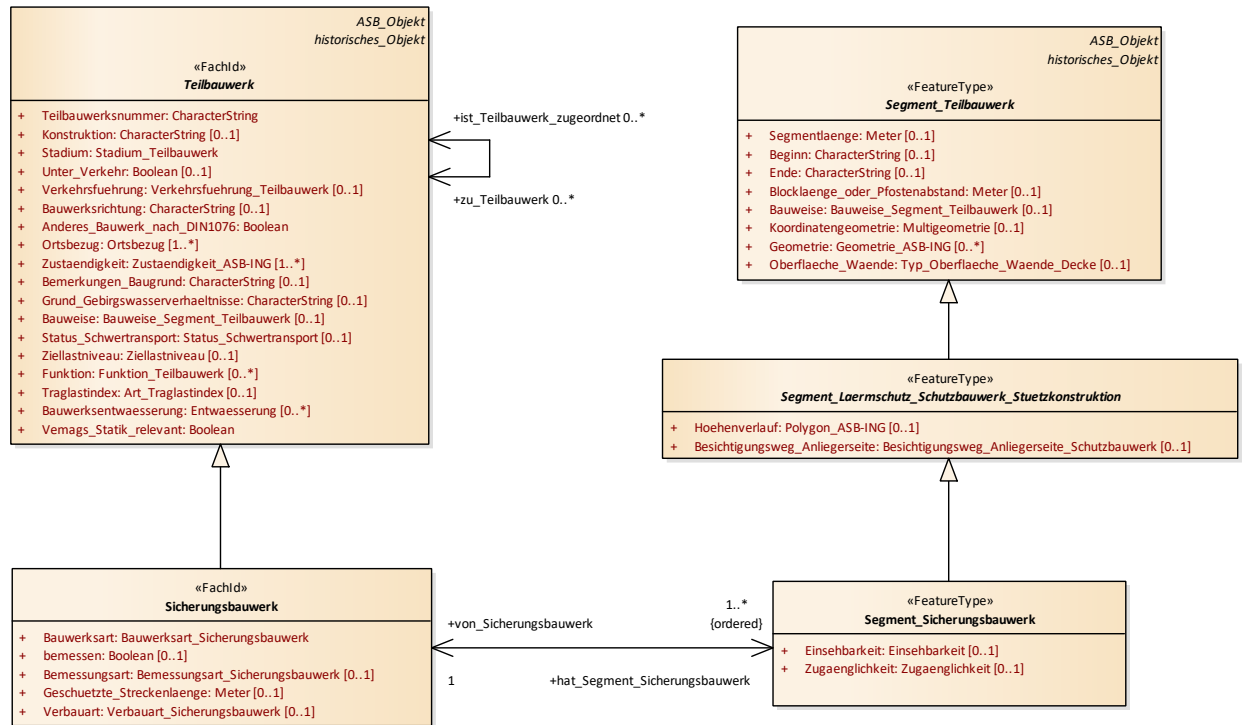 ASB_Objekt
historisches_Objekt
«FachId»
Teilbauwerk
+ Teilbauwerksnummer: CharacterString
+ Konstruktion: CharacterString [0..1]
+ Stadium: Stadium_Teilbauwerk
+ Unter_Verkehr: Boolean [0..1]
+ Verkehrsfuehrung: Verkehrsfuehrung_Teilbauwerk [0..1]
+ Bauwerksrichtung: CharacterString [0..1]
+ Anderes_Bauwerk_nach_DIN1076: Boolean
+ Ortsbezug: Ortsbezug [1..*]
+ Zustaendigkeit: Zustaendigkeit_ASB-ING [1..*]
+ Bemerkungen_Baugrund: CharacterString [0..1]
+ Grund_Gebirgswasserverhaeltnisse: CharacterString [0..1]
+ Bauweise: Bauweise_Segment_Teilbauwerk [0..1]
+ Status_Schwertransport: Status_Schwertransport [0..1]
+ Ziellastniveau: Ziellastniveau [0..1]
+ Funktion: Funktion_Teilbauwerk [0..*]
+ Traglastindex: Art_Traglastindex [0..1]
+ Bauwerksentwaesserung: Entwaesserung [0..*]
+ Vemags_Statik_relevant: Boolean
+ist_Teilbauwerk_zugeordnet 0..*
+zu_Teilbauwerk 0..*
ASB_Objekt
historisches_Objekt
«FeatureType»
Segment_Teilbauwerk
+ Segmentlaenge: Meter [0..1]
+ Beginn: CharacterString [0..1]
+ Ende: CharacterString [0..1]
+ Blocklaenge_oder_Pfostenabstand: Meter [0..1]
+ Bauweise: Bauweise_Segment_Teilbauwerk [0..1]
+ Koordinatengeometrie: Multigeometrie [0..1]
+ Geometrie: Geometrie_ASB-ING [0..*]
+ Oberflaeche_Waende: Typ_Oberflaeche_Waende_Decke [0..1]
«FeatureType»
Segment_Laermschutz_Schutzbauwerk_Stuetzkonstruktion
+ Hoehenverlauf: Polygon_ASB-ING [0..1]
+ Besichtigungsweg_Anliegerseite: Besichtigungsweg_Anliegerseite_Schutzbauwerk [0..1]
«FachId»
Sicherungsbauwerk
+ Bauwerksart: Bauwerksart_Sicherungsbauwerk
+ bemessen: Boolean [0..1]
+ Bemessungsart: Bemessungsart_Sicherungsbauwerk [0..1]
+ Geschuetzte_Streckenlaenge: Meter [0..1]
+ Verbauart: Verbauart_Sicherungsbauwerk [0..1]
+von_Sicherungsbauwerk
1
1..*
{ordered}
+hat_Segment_Sicherungsbauwerk
«FeatureType»
Segment_Sicherungsbauwerk
+ Einsehbarkeit: Einsehbarkeit [0..1]
+ Zugaenglichkeit: Zugaenglichkeit [0..1]